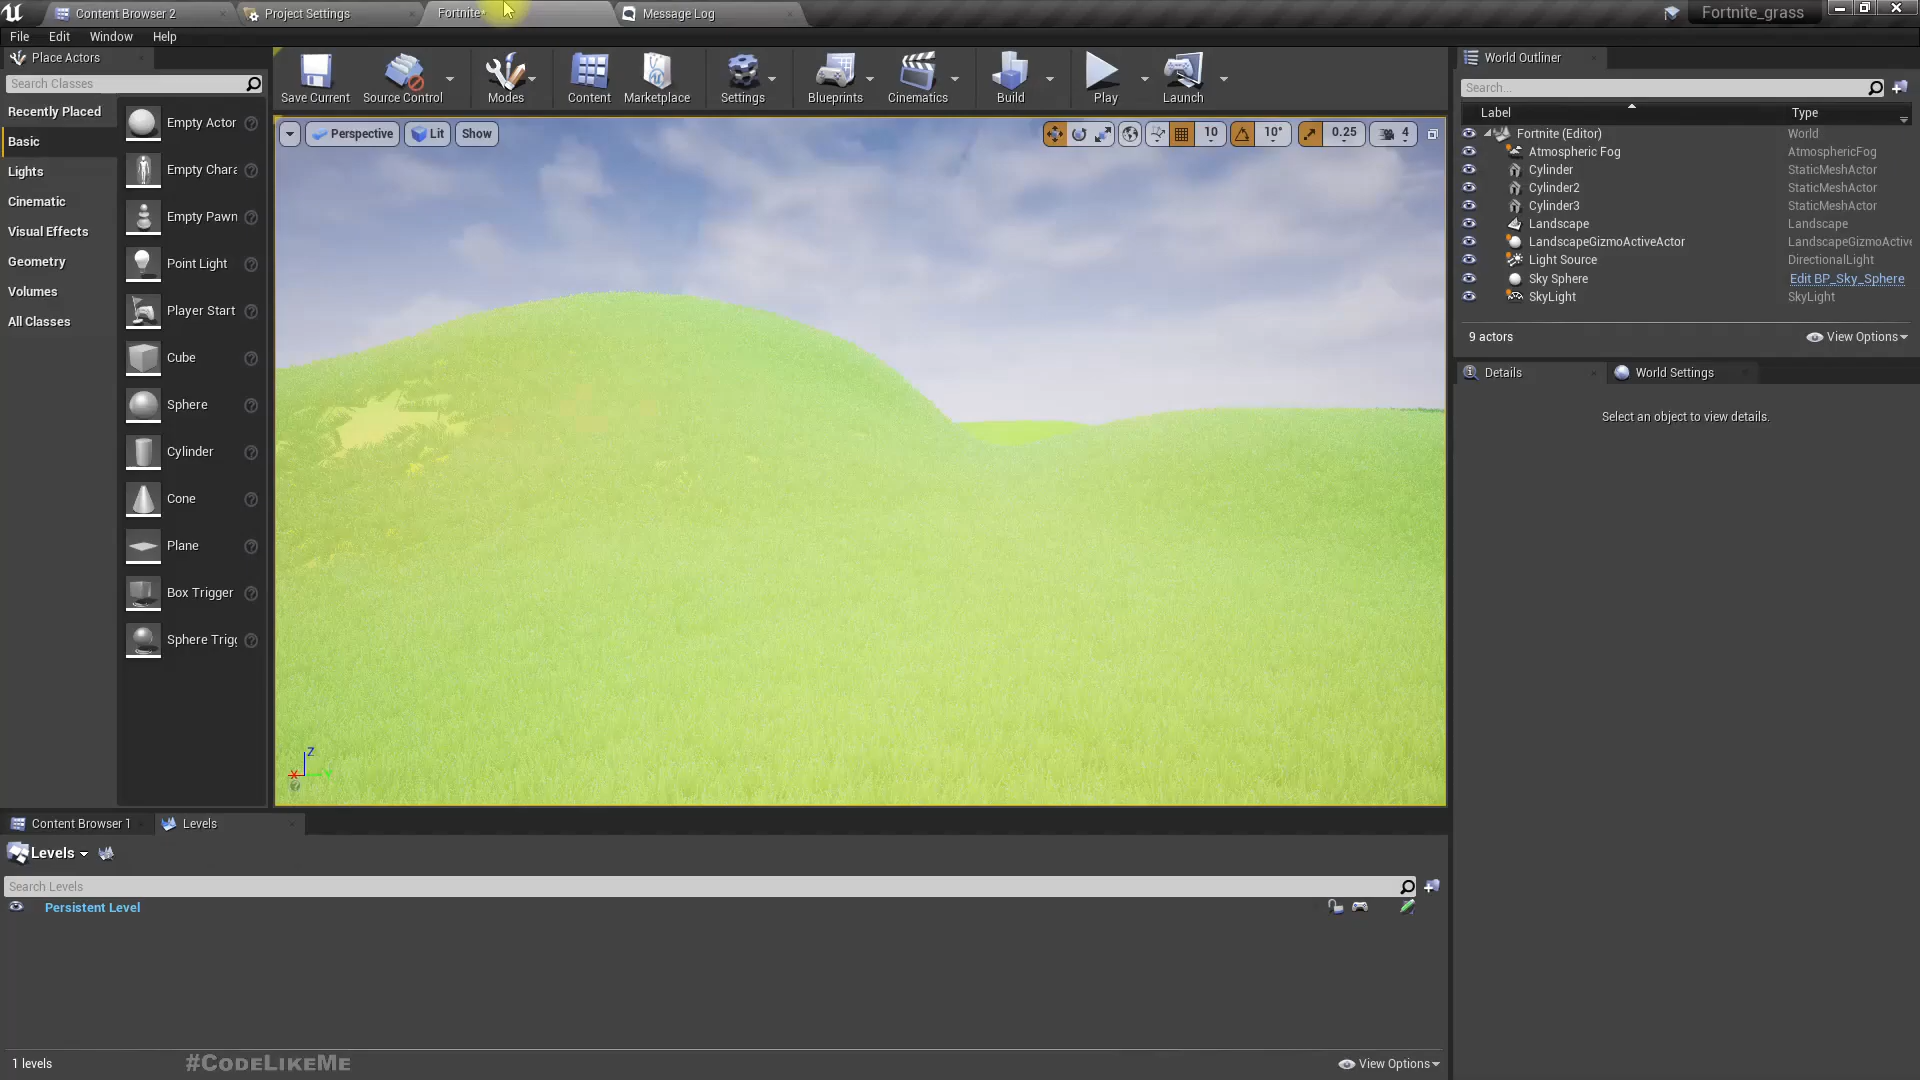 Content Browser 2
Project Settings
Fortnite*
Message Log
Fortnite_grass
File Edit Window Help
Place Actors
Search Classes
Recently Placed
Basic
Lights
Cinematic
Visual Effects
Geometry
Volumes
All Classes
Empty Actor
Empty Chara
Empty Pawn
Point Light
Player Start
Cube
Sphere
Cylinder
Cone
Plane
Box Trigger
Sphere Trigg
Save Current
Source Control
Modes
Content
Marketplace
Settings
Blueprints
Cinematics
Build
Play
Launch
Perspective
Lit
Show
10
10°
0.25
4
Z
X
Y
World Outliner
Search...
Label Type
Fortnite (Editor) World
Atmospheric Fog AtmosphericFog
Cylinder StaticMeshActor
Cylinder2 StaticMeshActor
Cylinder3 StaticMeshActor
Landscape Landscape
LandscapeGizmoActiveActor LandscapeGizmoActive
Light Source DirectionalLight
Sky Sphere Edit BP_Sky_Sphere
SkyLight SkyLight
9 actors
View Options
Details
World Settings
Select an object to view details.
Content Browser 1
Levels
Levels
Search Levels
Persistent Level
1 levels
#CodeLikeMe
View Options